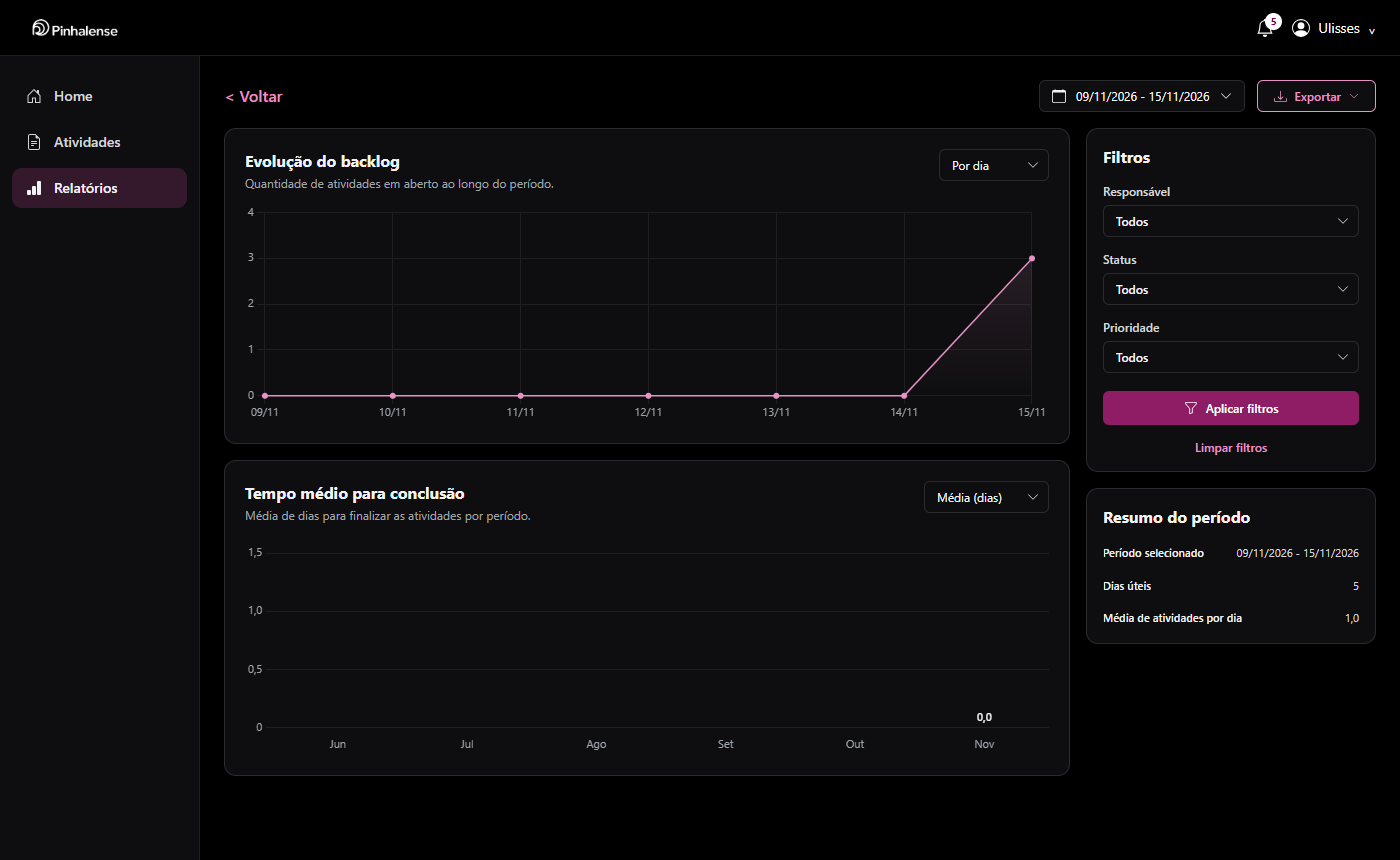 Pinhalense
5
Ulisses
Home
Atividades
Relatórios
< Voltar
09/11/2026 - 15/11/2026
Exportar
Evolução do backlog
Quantidade de atividades em aberto ao longo do período.
Por dia
4
3
2
1
0
09/11 10/11 11/11 12/11 13/11 14/11 15/11
Tempo médio para conclusão
Média de dias para finalizar as atividades por período.
Média (dias)
1,5
1,0
0,5
0
0,0
Jun Jul Ago Set Out Nov
Filtros
Responsável
Todos
Status
Todos
Prioridade
Todos
Aplicar filtros
Limpar filtros
Resumo do período
Período selecionado 09/11/2026 - 15/11/2026
Dias úteis 5
Média de atividades por dia 1,0